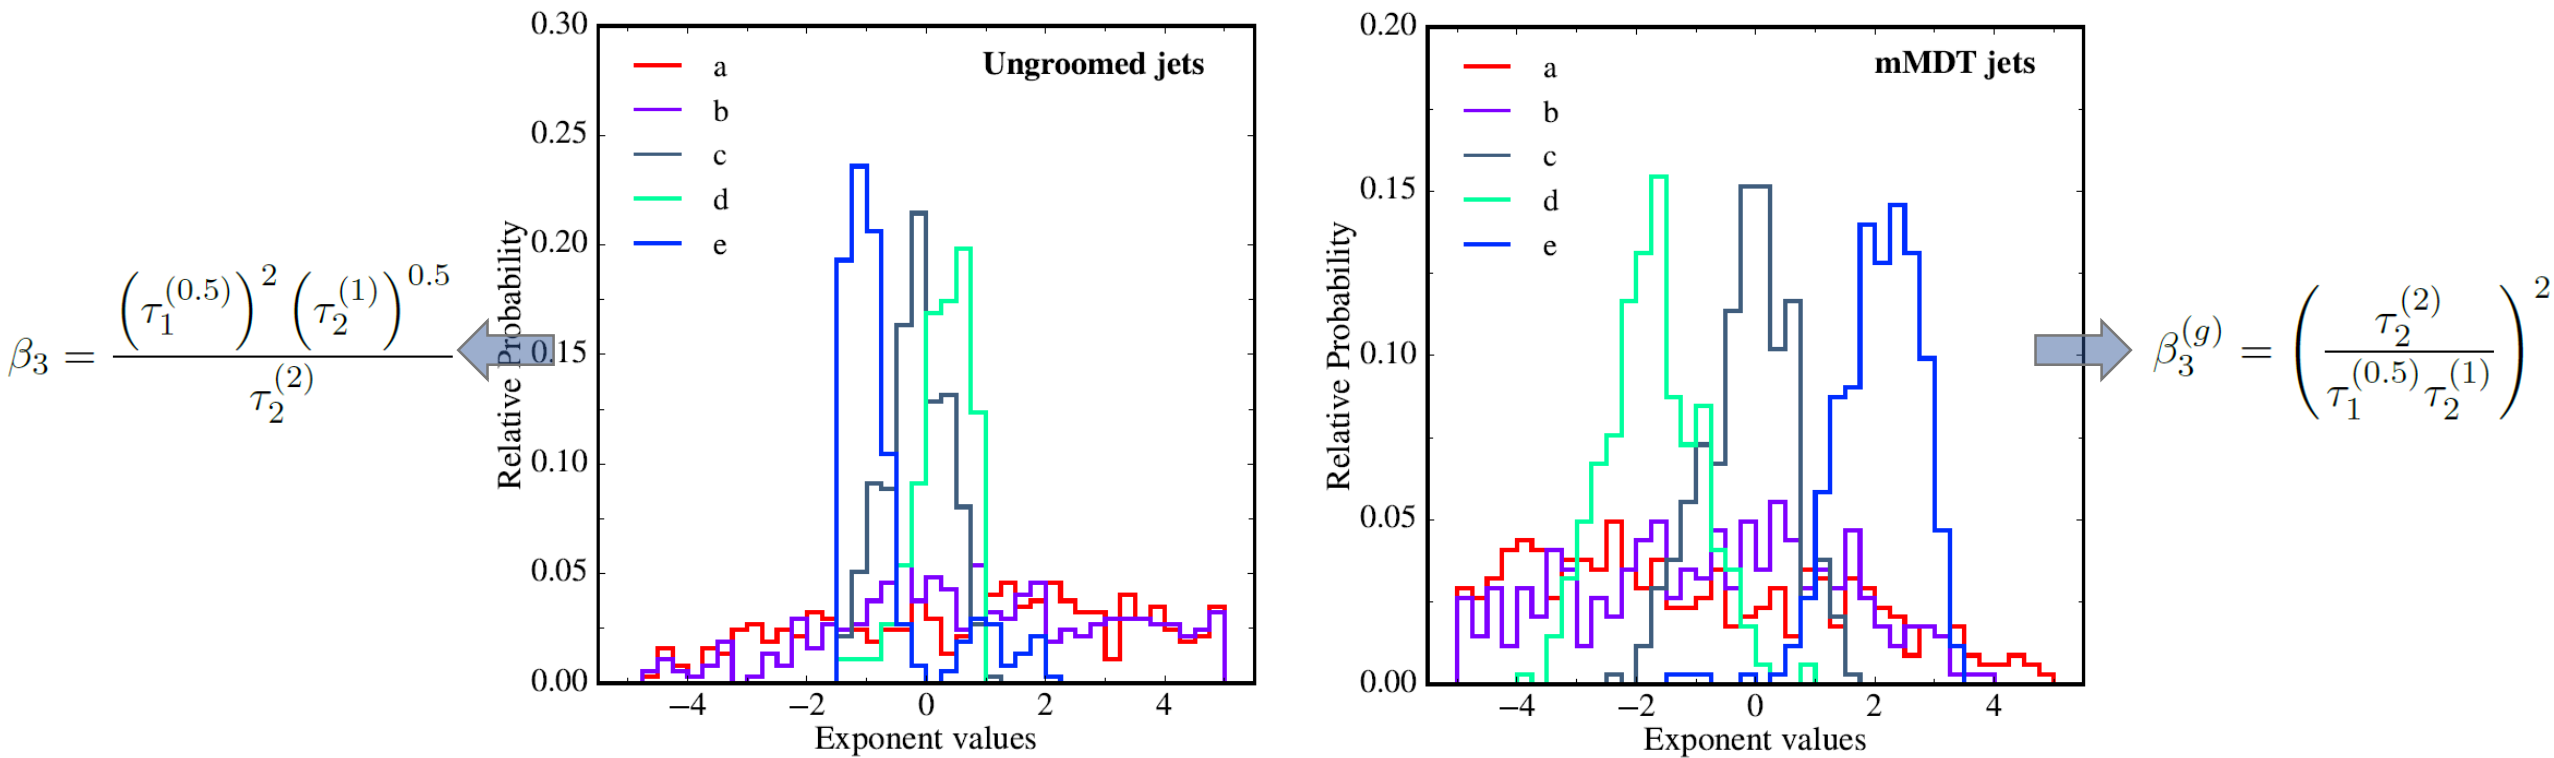 β₃ = (τ₁^(0.5))² (τ₂^(1))^0.5 / τ₂^(2)
Ungroomed jets
a
b
c
d
e
Relative Probability
0.30
0.25
0.20
0.15
0.10
0.05
0.00
−4 −2 0 2 4
Exponent values
mMDT jets
a
b
c
d
e
Relative Probability
0.20
0.15
0.10
0.05
0.00
−4 −2 0 2 4
Exponent values
β₃^(g) = (τ₂^(2) / τ₁^(0.5) τ₂^(1))²